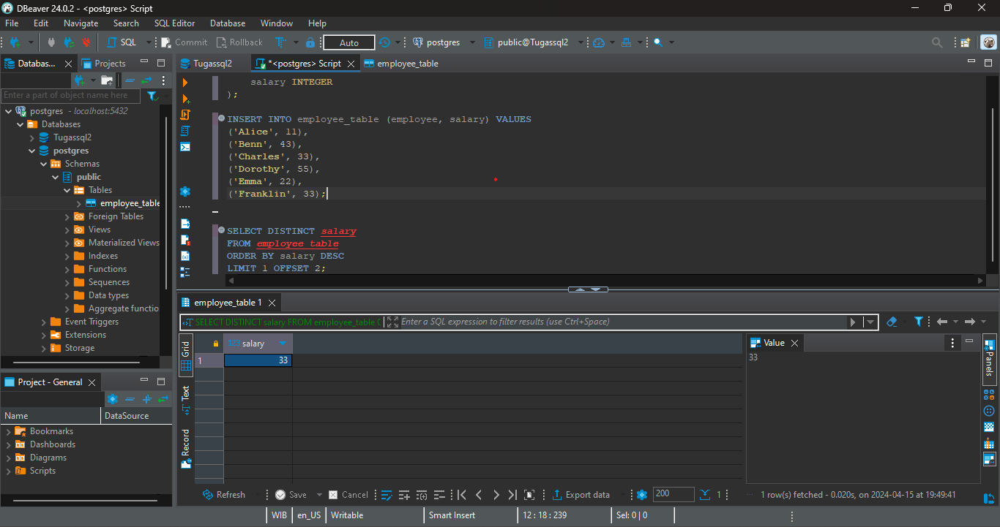 DBeaver 24.0.2 - <postgres> Script
File Edit Navigate Search SQL Editor Database Window Help
SQL Commit Rollback Auto postgres public@Tugassql2
Databas... Projects
Tugassql2 *<postgres> Script employee_table
Enter a part of object name here
postgres - localhost:5432
Databases
Tugassql2
postgres
Schemas
public
Tables
employee_table
Foreign Tables
Views
Materialized Views
Indexes
Functions
Sequences
Data types
Aggregate functio
Event Triggers
Extensions
Storage
salary INTEGER
);
INSERT INTO employee_table (employee, salary) VALUES
('Alice', 11),
('Benn', 43),
('Charles', 33),
('Dorothy', 55),
('Emma', 22),
('Franklin', 33);
SELECT DISTINCT salary
FROM employee_table
ORDER BY salary DESC
LIMIT 1 OFFSET 2;
Project - General
Name DataSource
Bookmarks
Dashboards
Diagrams
Scripts
employee_table 1
SELECT DISTINCT salary FROM employee_table Enter a SQL expression to filter results (use Ctrl+Space)
Grid
Text
Record
123 salary
1 33
Value
33
Panels
Refresh Save Cancel Export data 200 1 ... 1 row(s) fetched - 0.020s, on 2024-04-15 at 19:49:41
WIB en_US Writable Smart Insert 12 : 18 : 239 Sel: 0 | 0